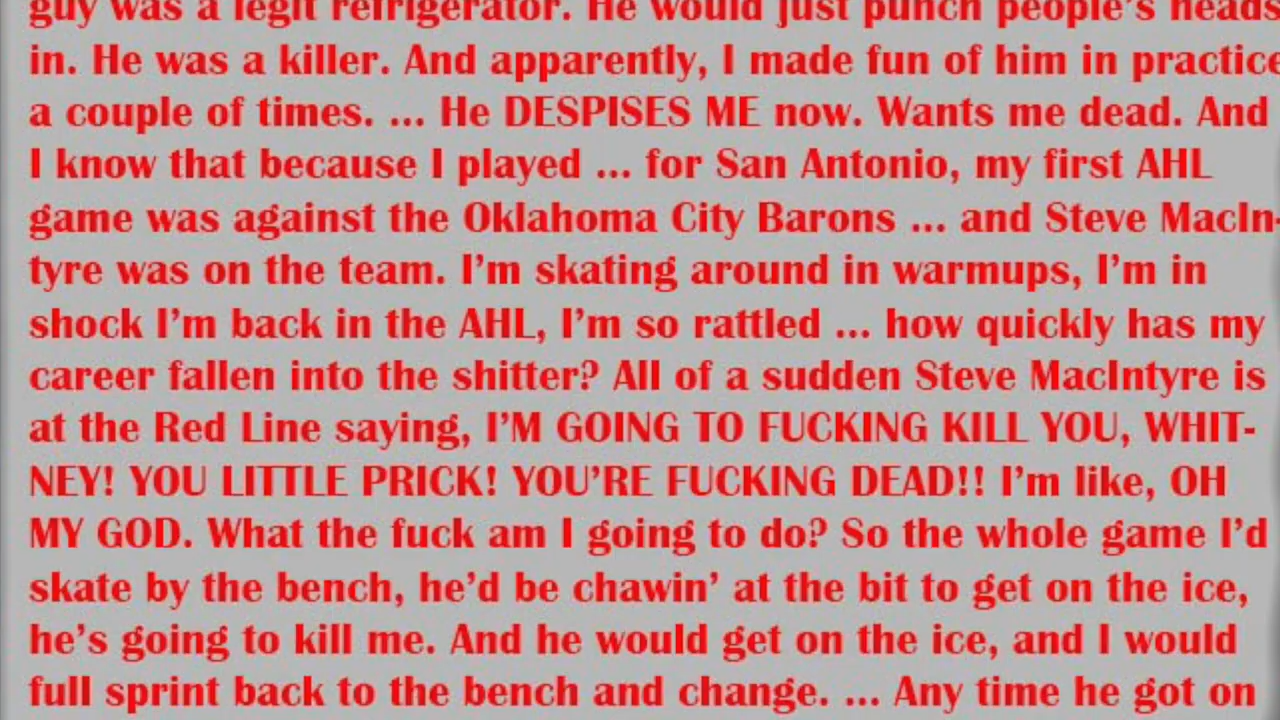 guy was a legit refrigerator. He would just punch people's heads
in. He was a killer. And apparently, I made fun of him in practice
a couple of times. ... He DESPISES ME now. Wants me dead. And
I know that because I played ... for San Antonio, my first AHL
game was against the Oklahoma City Barons ... and Steve MacIn-
tyre was on the team. I'm skating around in warmups, I'm in
shock I'm back in the AHL, I'm so rattled ... how quickly has my
career fallen into the shitter? All of a sudden Steve MacIntyre is
at the Red Line saying, I'M GOING TO FUCKING KILL YOU, WHIT-
NEY! YOU LITTLE PRICK! YOU'RE FUCKING DEAD!! I'm like, OH
MY GOD. What the fuck am I going to do? So the whole game I'd
skate by the bench, he'd be chawin' at the bit to get on the ice,
he's going to kill me. And he would get on the ice, and I would
full sprint back to the bench and change. ... Any time he got on